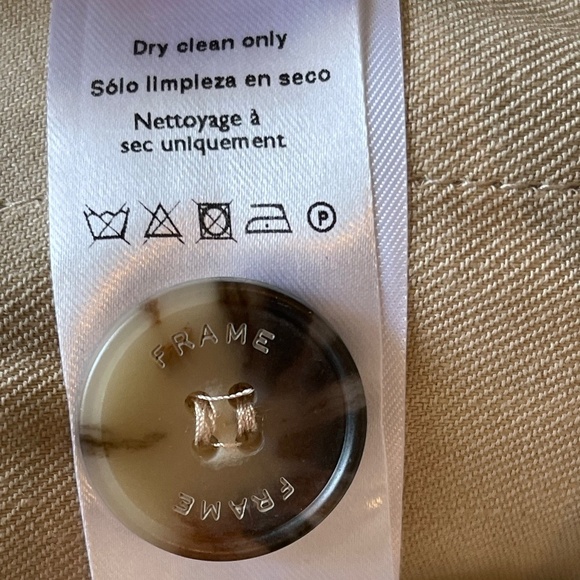 Dry clean only
Sólo limpieza en seco
Nettoyage à
sec uniquement
P
FRAME
FRAME